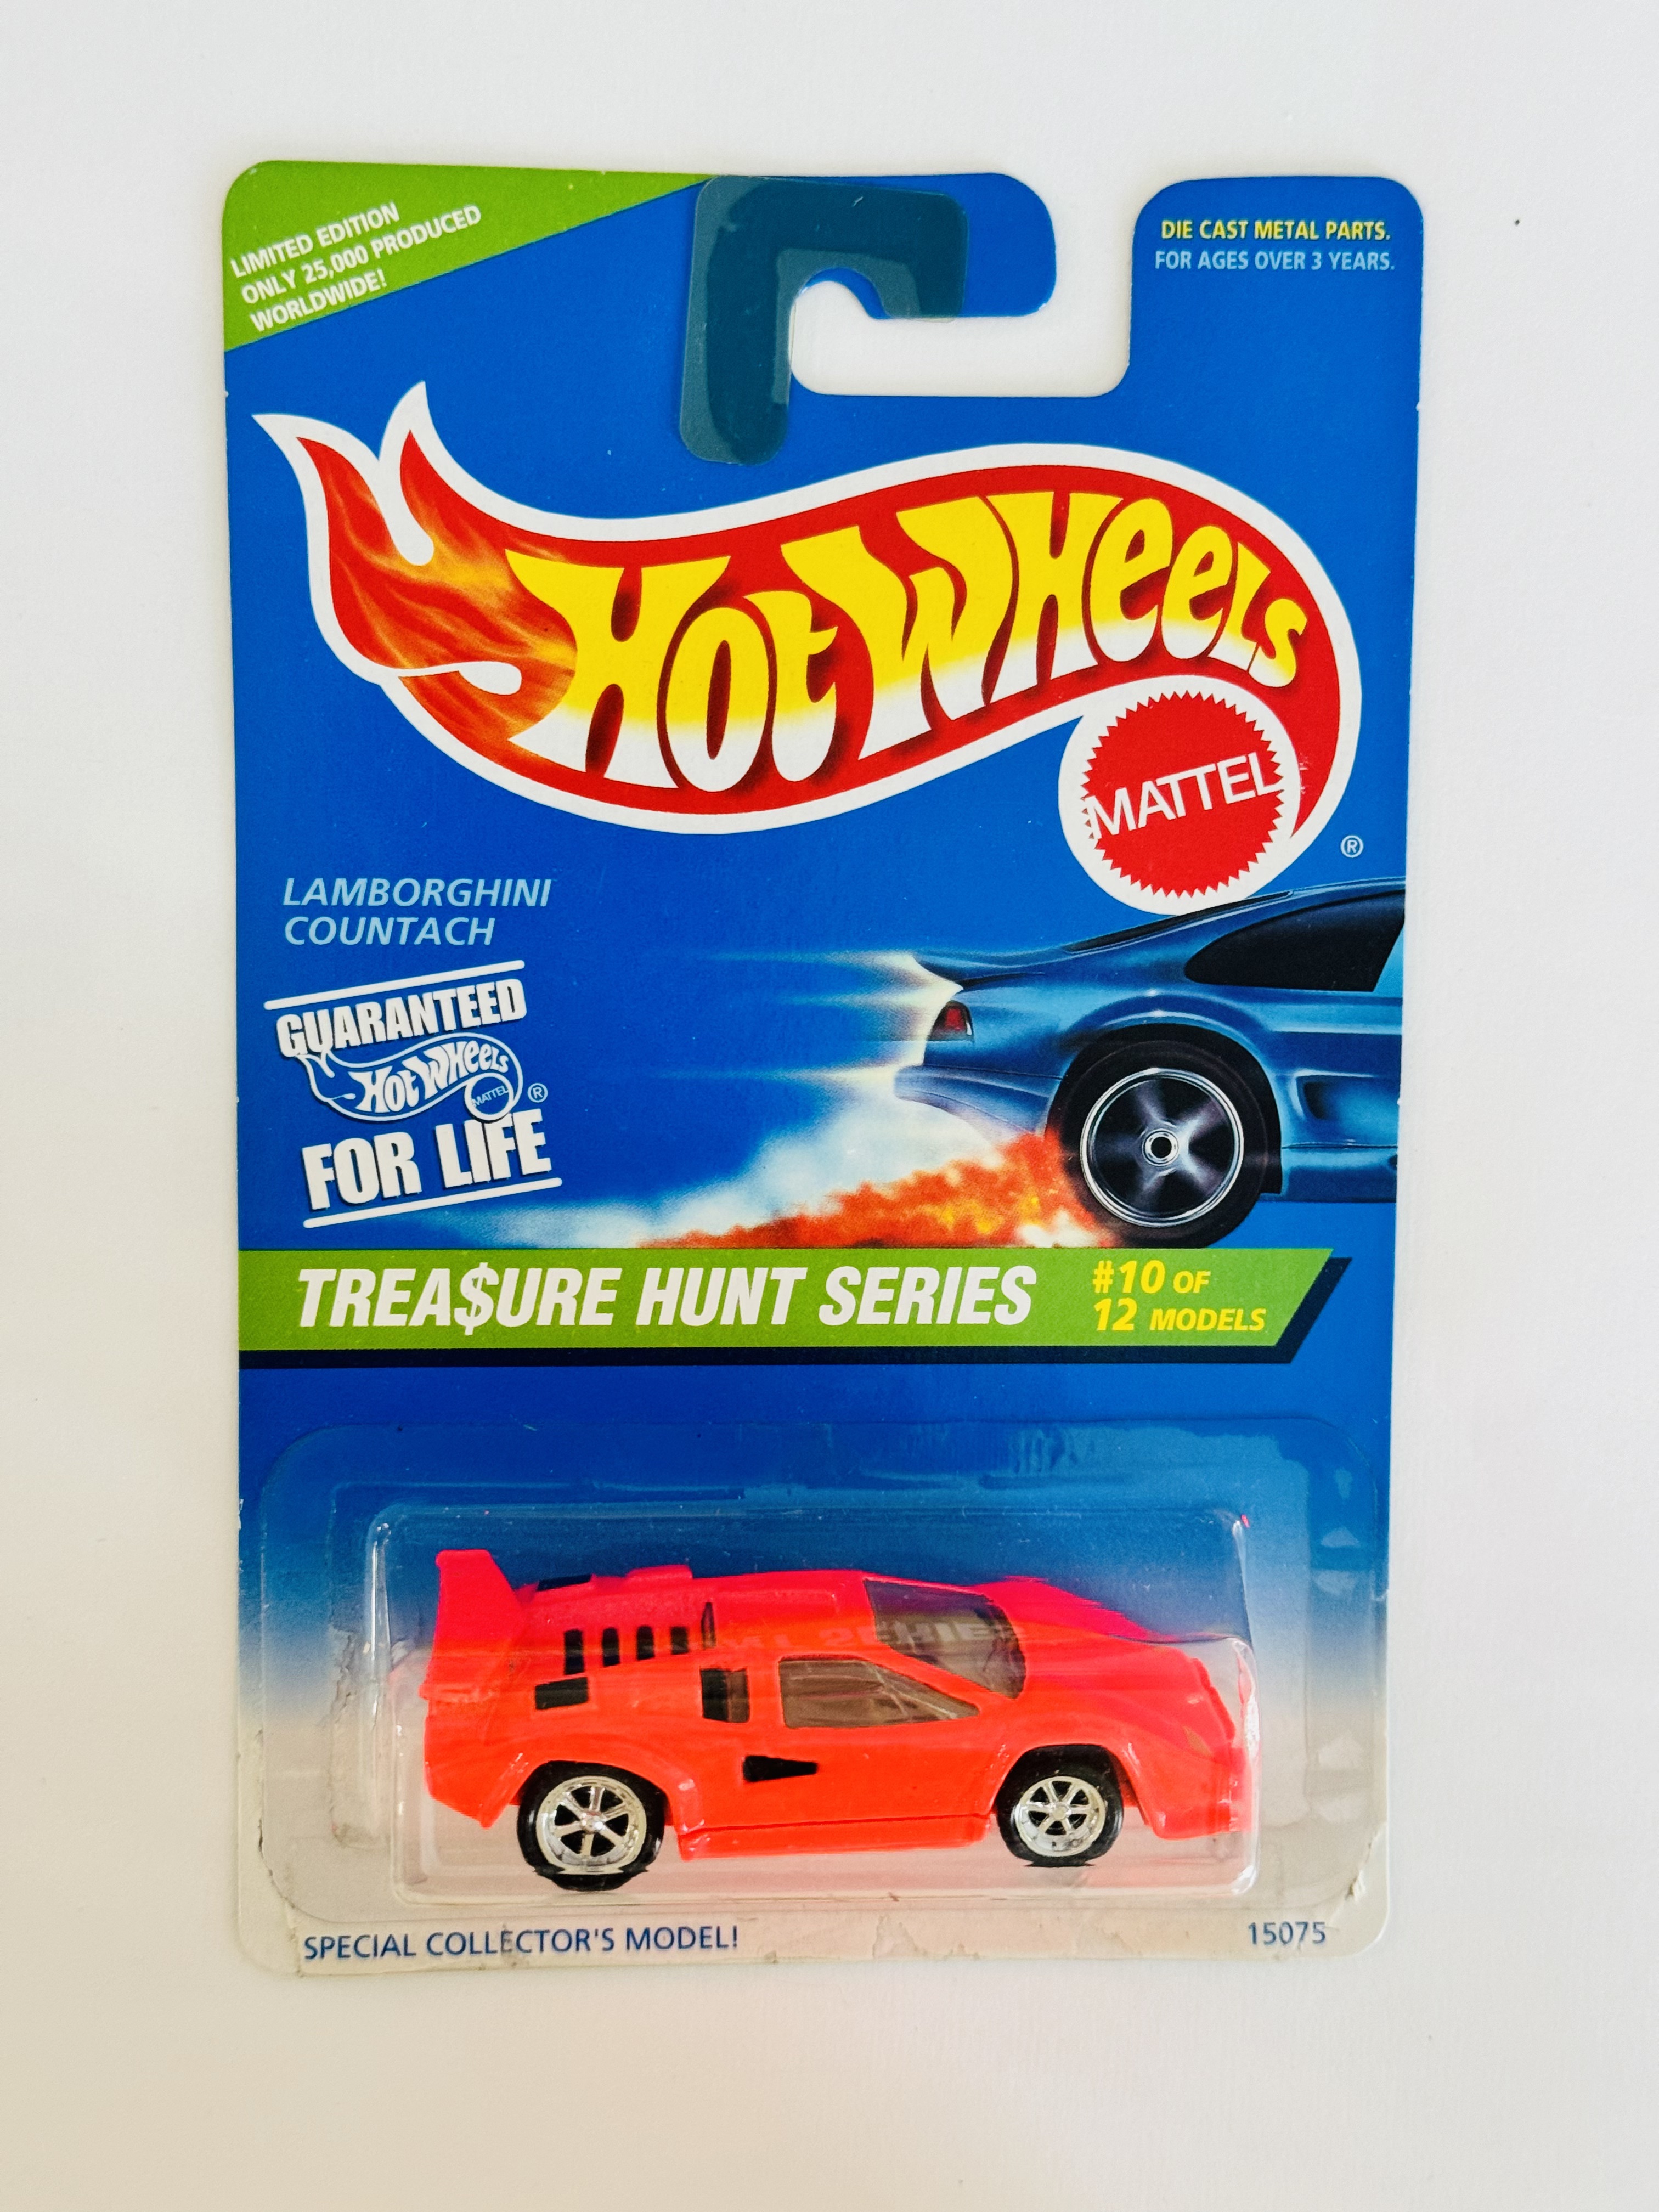 LIMITED EDITION
ONLY 25,000 PRODUCED
WORLDWIDE!
DIE CAST METAL PARTS.
FOR AGES OVER 3 YEARS.
Hot Wheels
MATTEL
®
LAMBORGHINI
COUNTACH
GUARANTEED
Hot Wheels
MATTEL
®
FOR LIFE
TREA$URE HUNT SERIES
#10 OF
12 MODELS
SPECIAL COLLECTOR'S MODEL!
15075